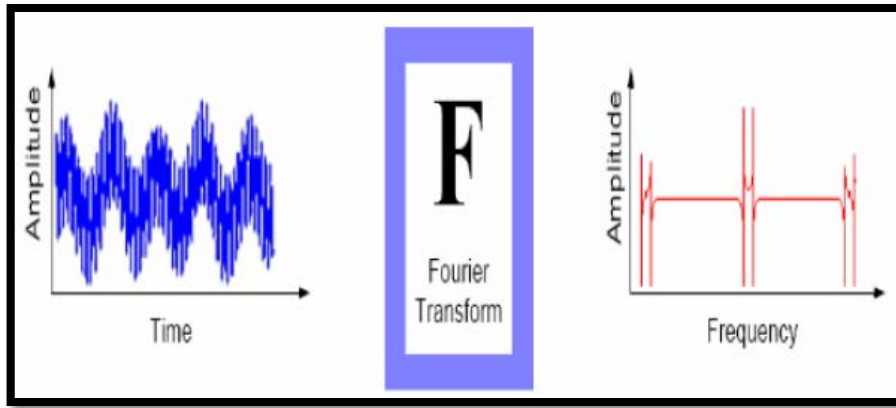 Amplitude
Time
F
Fourier
Transform
Amplitude
Frequency